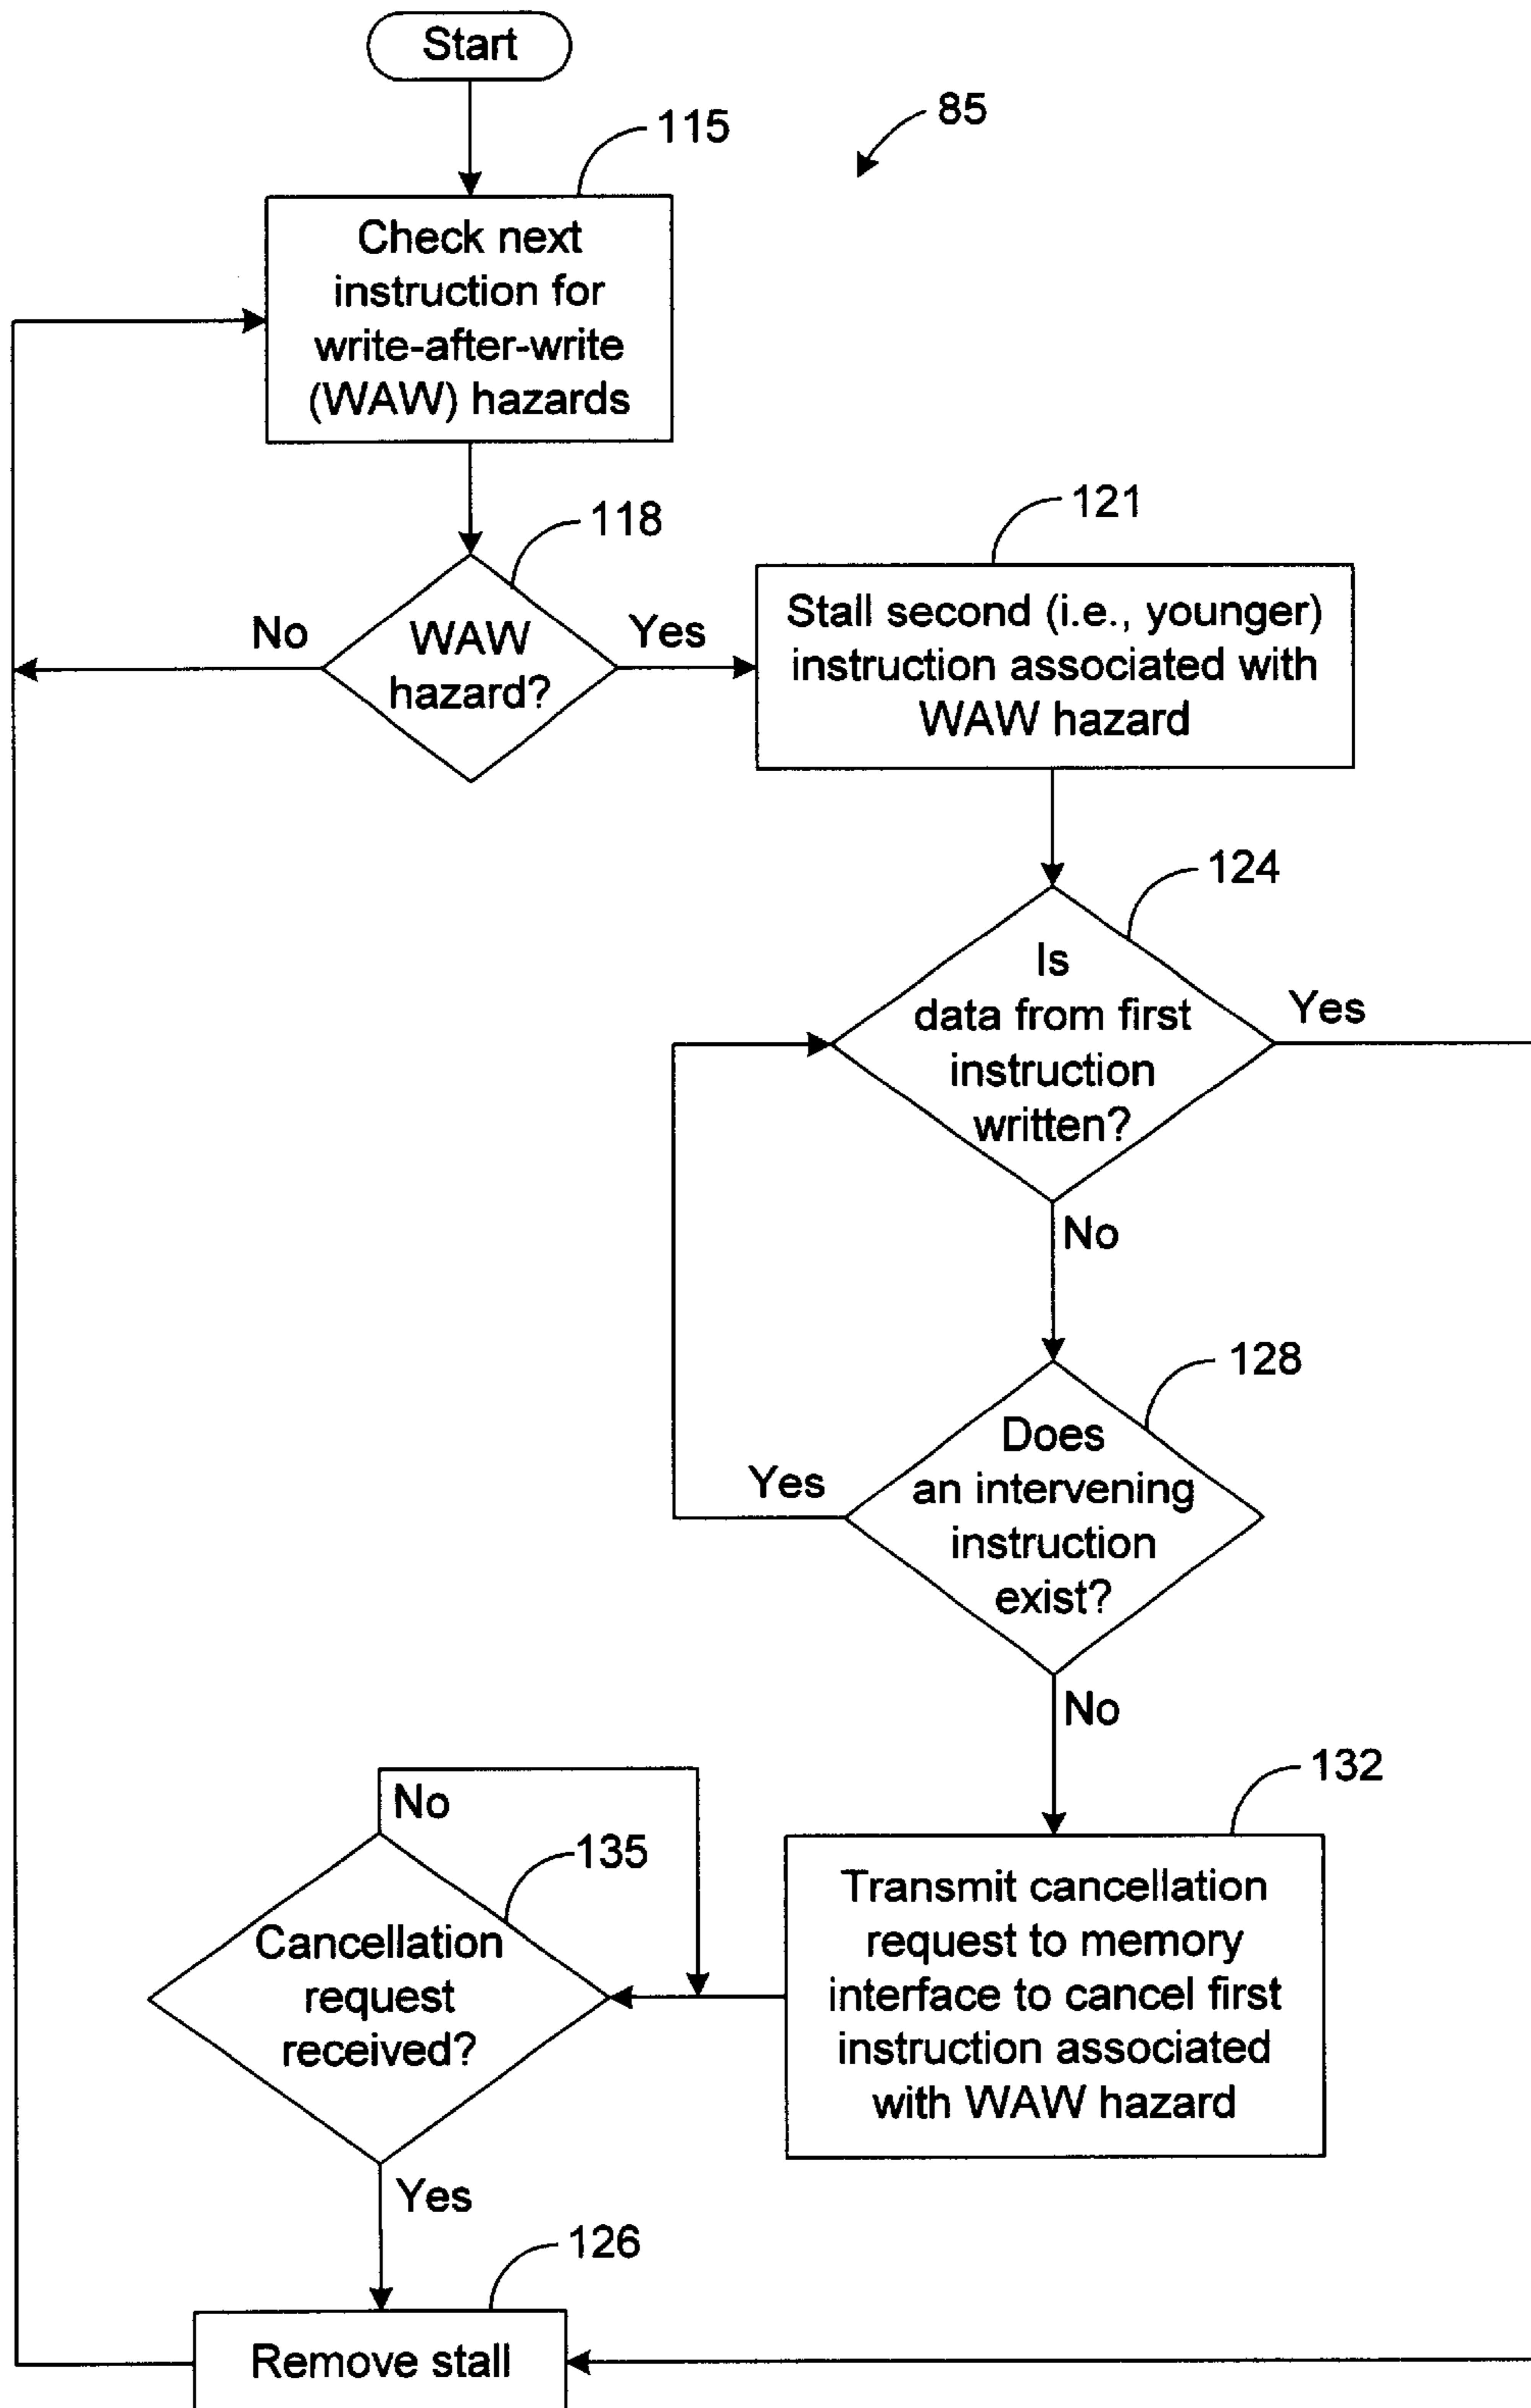 Start
85
115
Check next
instruction for
write-after-write
(WAW) hazards
118
No
WAW
hazard?
Yes
121
Stall second (i.e., younger)
instruction associated with
WAW hazard
124
Is
data from first
instruction
written?
Yes
No
128
Does
an intervening
instruction
exist?
Yes
No
132
Transmit cancellation
request to memory
interface to cancel first
instruction associated
with WAW hazard
No
135
Cancellation
request
received?
Yes
126
Remove stall